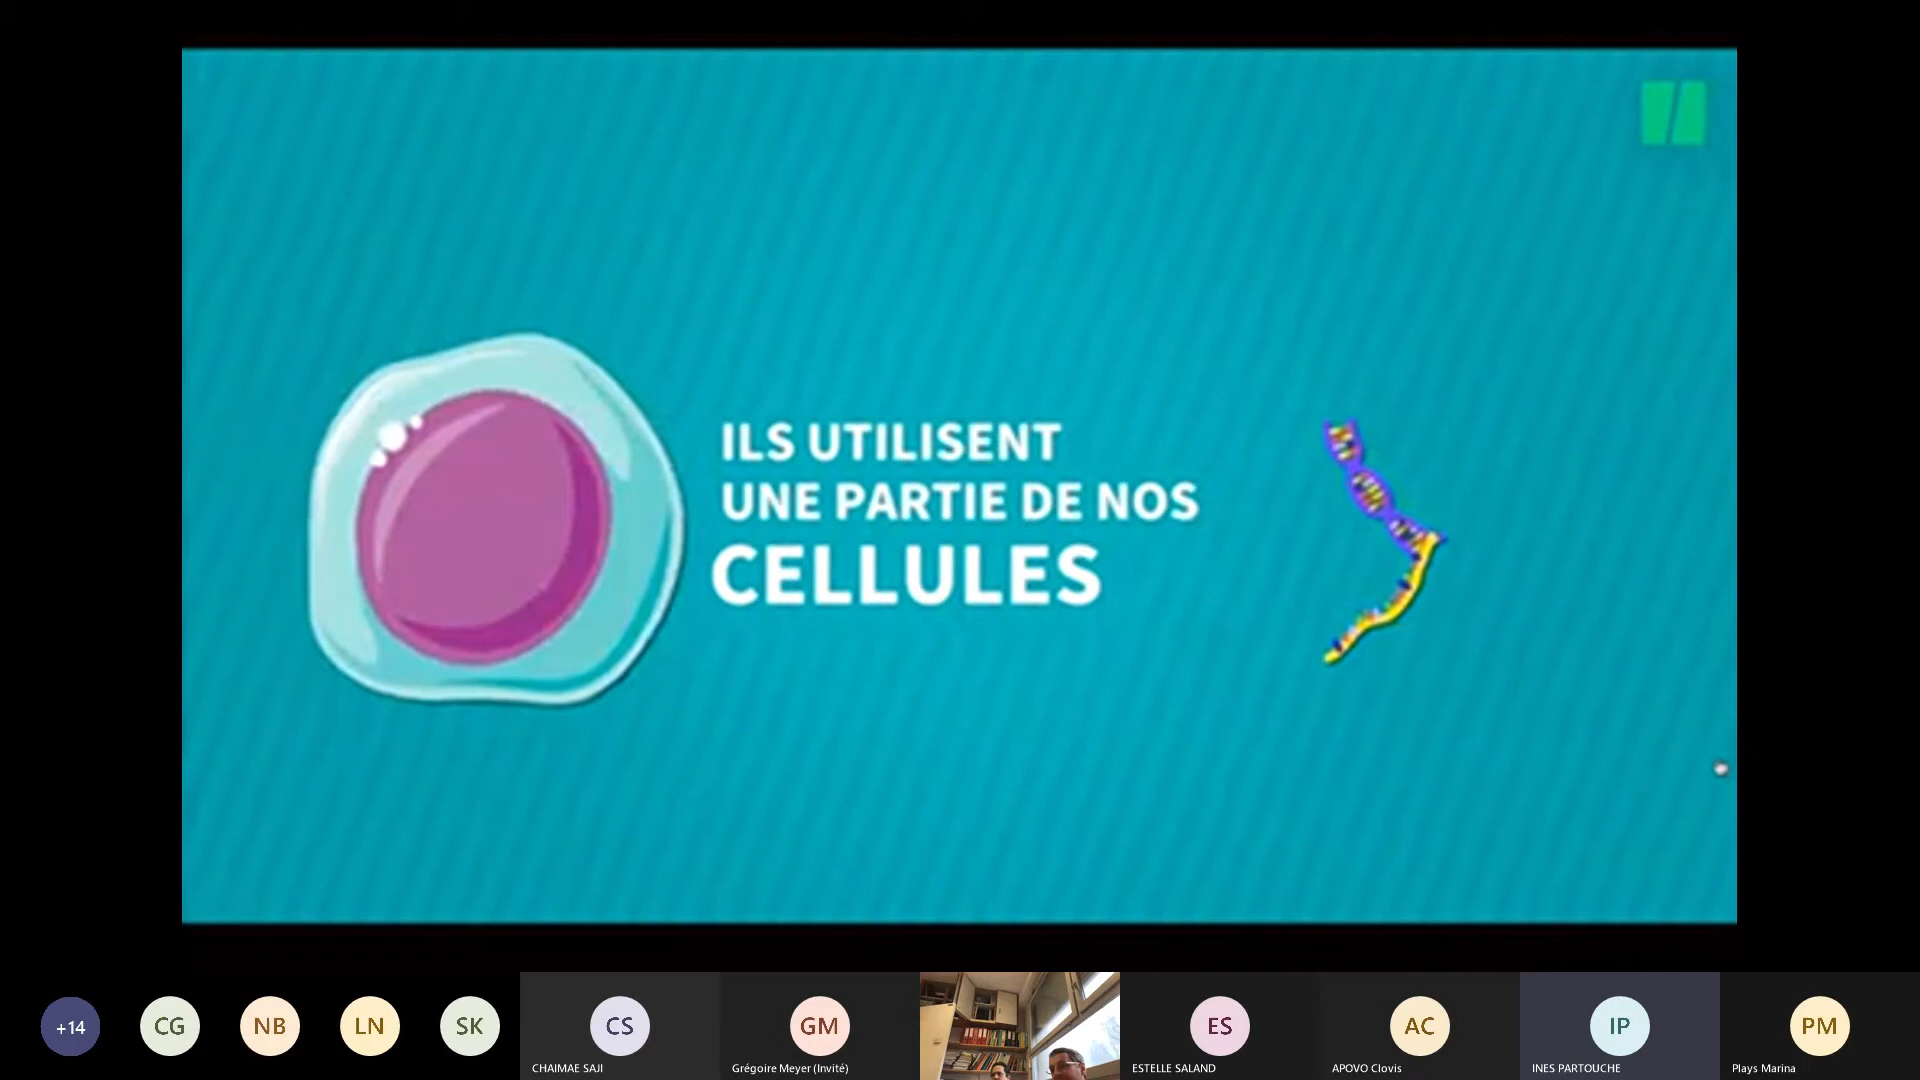 ILS UTILISENT
UNE PARTIE DE NOS
CELLULES
+14
CG
NB
LN
SK
CS
GM
ES
AC
IP
PM
CHAIMAE SAJI
Grégoire Meyer (Invité)
ESTELLE SALAND
APOVO Clovis
INES PARTOUCHE
Plays Marina